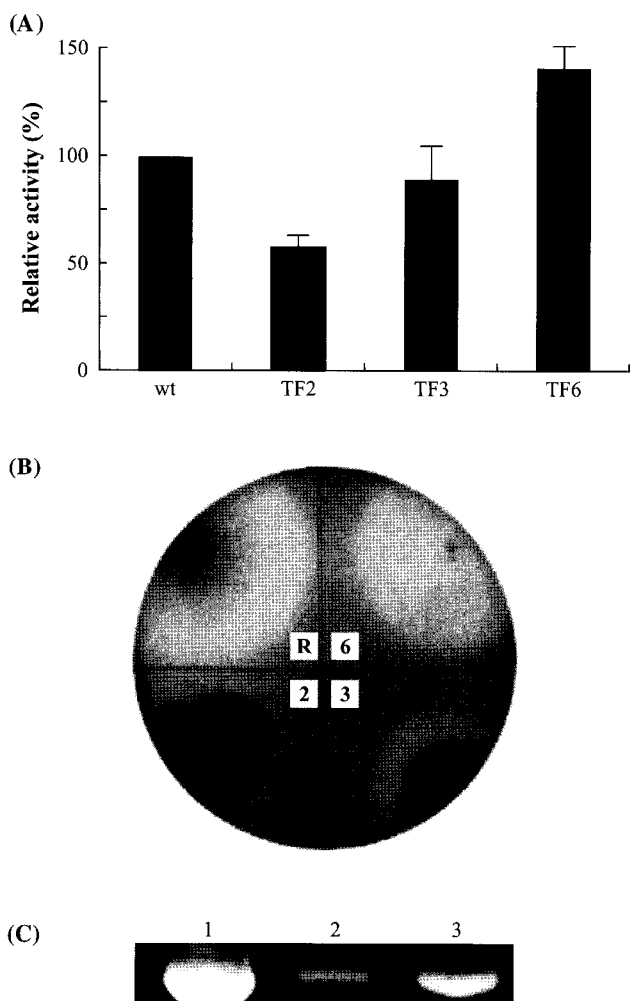 (A)
150
100
50
0
Relative activity (%)
wt TF2 TF3 TF6
(B)
R 6
2 3
(C)
1 2 3